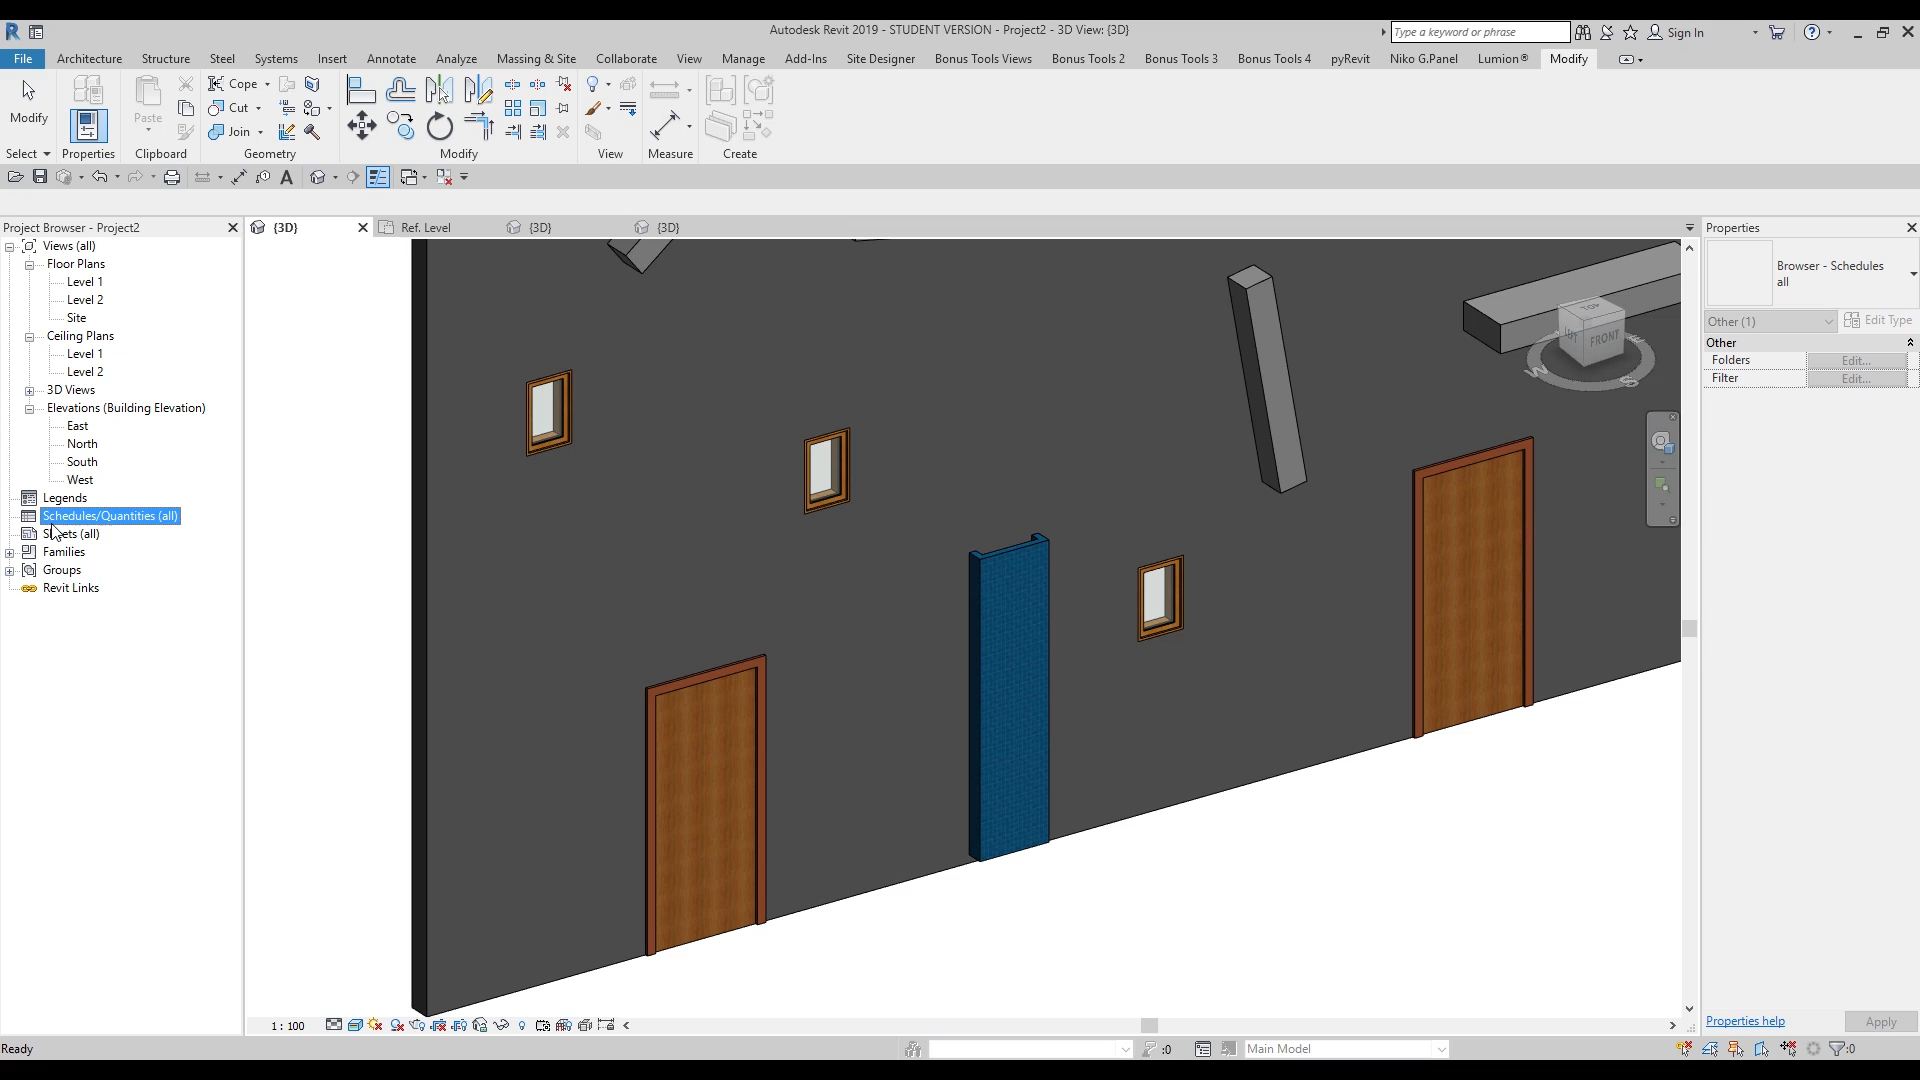 Autodesk Revit 2019 - STUDENT VERSION - Project2 - 3D View: {3D}
Type a keyword or phrase
Sign In
File Architecture Structure Steel Systems Insert Annotate Analyze Massing & Site Collaborate View Manage Add-Ins Site Designer Bonus Tools Views Bonus Tools 2 Bonus Tools 3 Bonus Tools 4 pyRevit Niko G.Panel Lumion® Modify
Modify
Paste
Cope
Cut
Join
Select Properties Clipboard Geometry Modify View Measure Create
Project Browser - Project2
{3D} Ref. Level {3D} {3D}
Views (all)
Floor Plans
Level 1
Level 2
Site
Ceiling Plans
Level 1
Level 2
3D Views
Elevations (Building Elevation)
East
North
South
West
Legends
Schedules/Quantities (all)
Families
Groups
Revit Links
TOP
FRONT
W
S
Properties
Browser - Schedules
all
Other (1)
Edit Type
Other
Folders Edit...
Filter Edit...
Properties help
Apply
1 : 100
Ready
:0
Main Model
:0